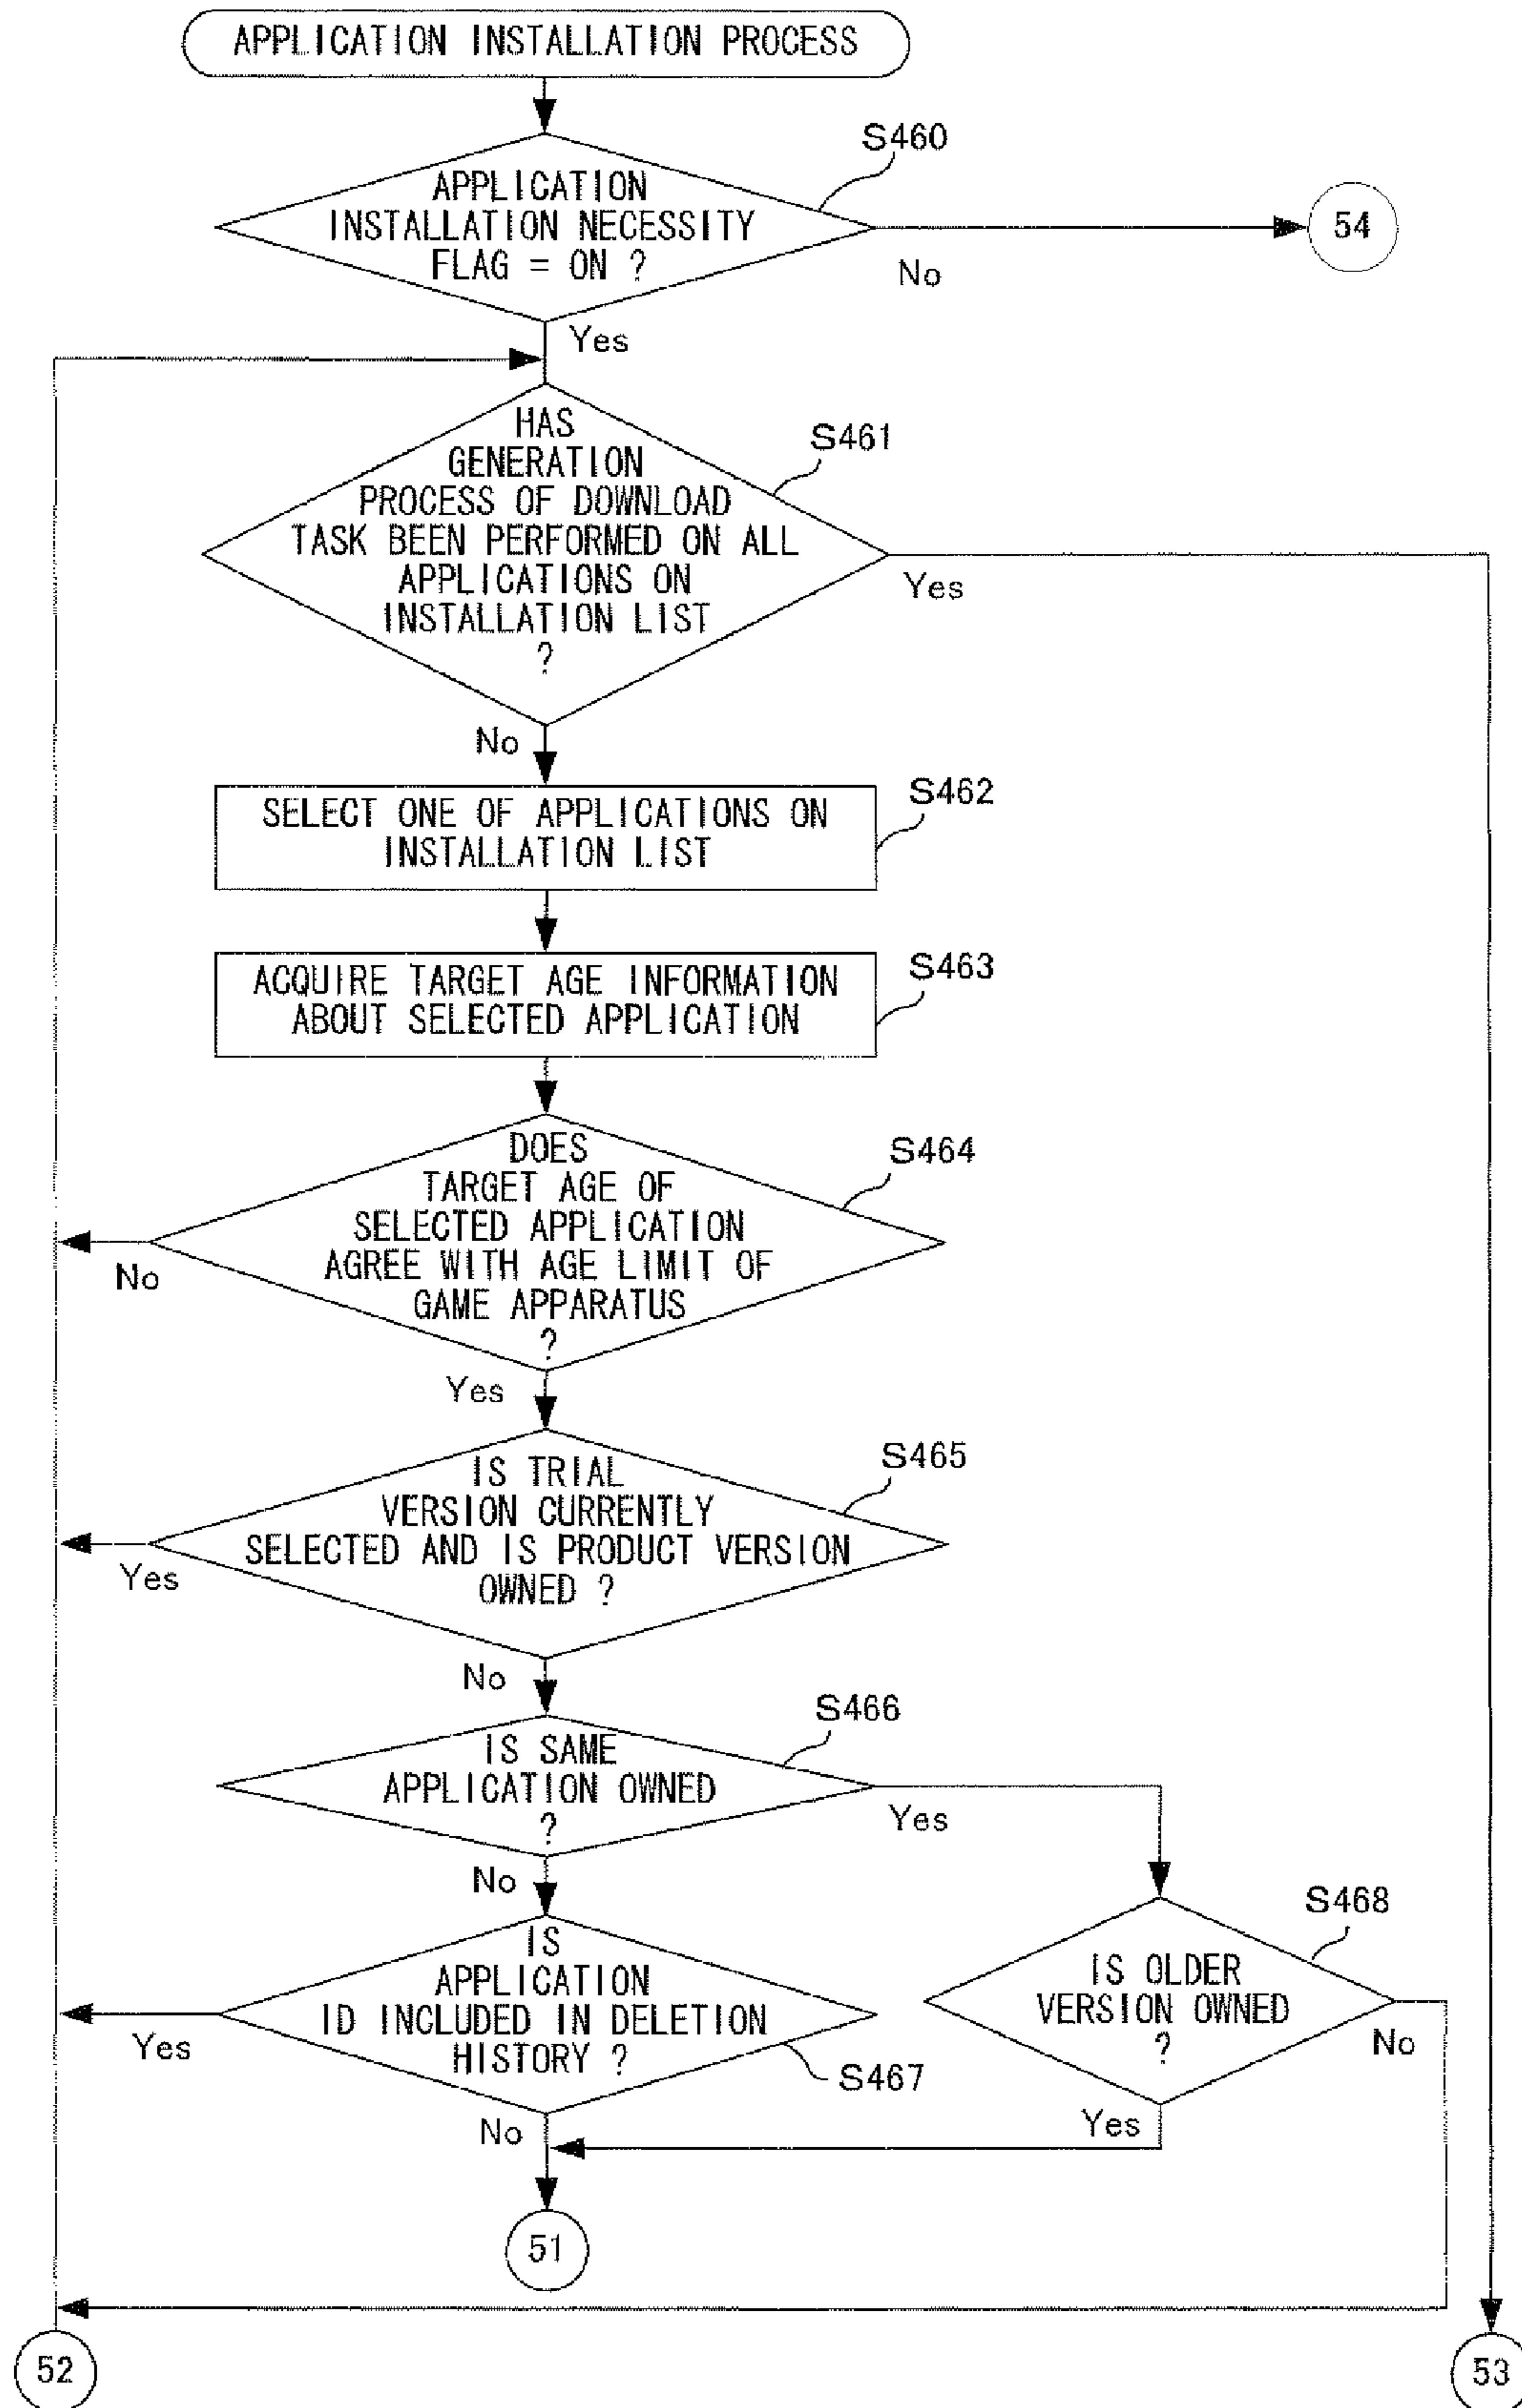 APPLICATION INSTALLATION PROCESS
S460
APPLICATION
INSTALLATION NECESSITY
FLAG = ON ?
54
No
Yes
HAS
GENERATION
PROCESS OF DOWNLOAD
TASK BEEN PERFORMED ON ALL
APPLICATIONS ON
INSTALLATION LIST
?
S461
Yes
No
SELECT ONE OF APPLICATIONS ON
INSTALLATION LIST
S462
ACQUIRE TARGET AGE INFORMATION
ABOUT SELECTED APPLICATION
S463
DOES
TARGET AGE OF
SELECTED APPLICATION
AGREE WITH AGE LIMIT OF
GAME APPARATUS
?
S464
No
Yes
IS TRIAL
VERSION CURRENTLY
SELECTED AND IS PRODUCT VERSION
OWNED ?
S465
Yes
No
IS SAME
APPLICATION OWNED
?
S466
Yes
No
IS
APPLICATION
ID INCLUDED IN DELETION
HISTORY ?
S467
Yes
No
S468
IS OLDER
VERSION OWNED
?
No
Yes
51
52
53